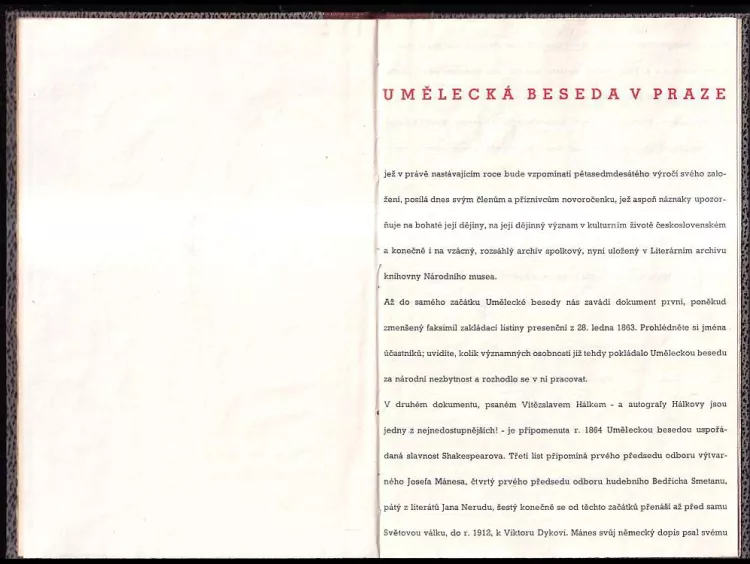 UMĚLECKÁ BESEDA V PRAZE
jež v právě nastávajícím roce bude vzpomínati pětasedmdesátého výročí svého zalo-
žení, posílá dnes svým členům a příznivcům novoročenku, jež aspoň náznaky upozor-
ňuje na bohaté její dějiny, na její dějinný význam v kulturním životě československém
a konečně i na vzácný, rozsáhlý archiv spolkový, nyní uložený v Literárním archivu
knihovny Národního musea.
Až do samého začátku Umělecké besedy nás zavádí dokument první, poněkud
zmenšený faksimil zakládací listiny presenční z 28. ledna 1863. Prohlédněte si jména
účastníků; uvidíte, kolik významných osobností již tehdy pokládalo Uměleckou besedu
za národní nezbytnost a rozhodlo se v ní pracovat.
V druhém dokumentu, psaném Vítězslavem Hálkem - a autografy Hálkovy jsou
jedny z nejnedostupnějších! - je připomenuta r. 1864 Uměleckou besedou uspořá-
daná slavnost Shakespearova. Třetí list připomíná prvého předsedu odboru výtvar-
ného Josefa Mánesa, čtvrtý prvého předsedu odboru hudebního Bedřicha Smetanu,
pátý z literátů Jana Nerudu, šestý konečně se od těchto začátků přenáší až před samu
Světovou válku, do r. 1912, k Viktoru Dykovi. Mánes svůj německý dopis psal svému